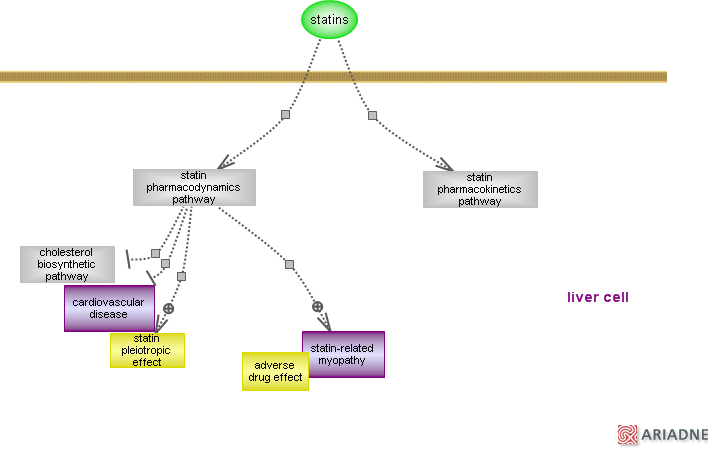 statins
statin
pharmacodynamics
pathway
statin
pharmacokinetics
pathway
cholesterol
biosynthetic
pathway
cardiovascular
disease
statin
pleiotropic
effect
statin-related
myopathy
adverse
drug effect
liver cell
ARIADNE